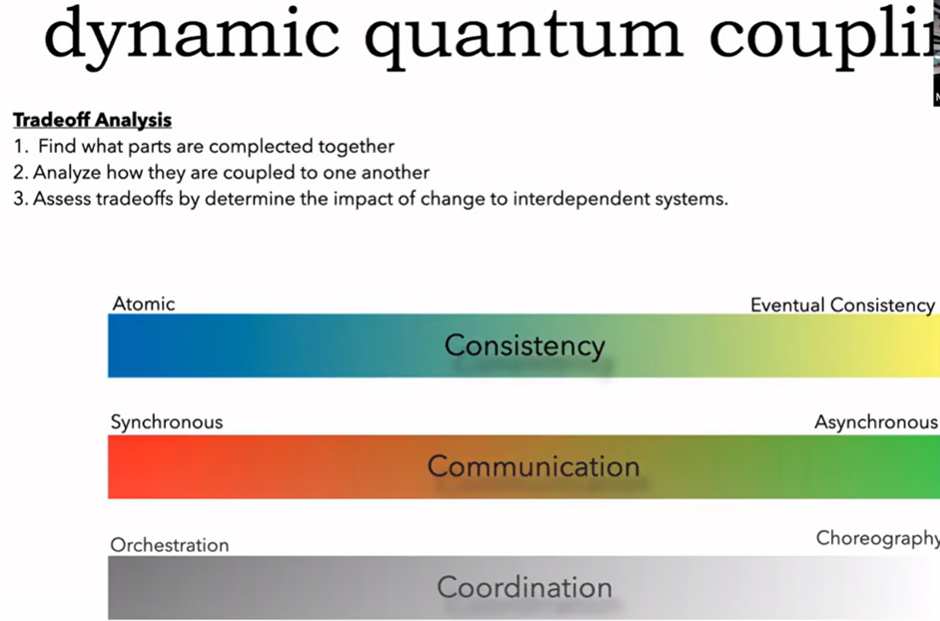 dynamic quantum coupli
Tradeoff Analysis
1. Find what parts are complected together
2. Analyze how they are coupled to one another
3. Assess tradeoffs by determine the impact of change to interdependent systems.
Atomic Eventual Consistency
Consistency
Synchronous Asynchronous
Communication
Orchestration Choreography
Coordination